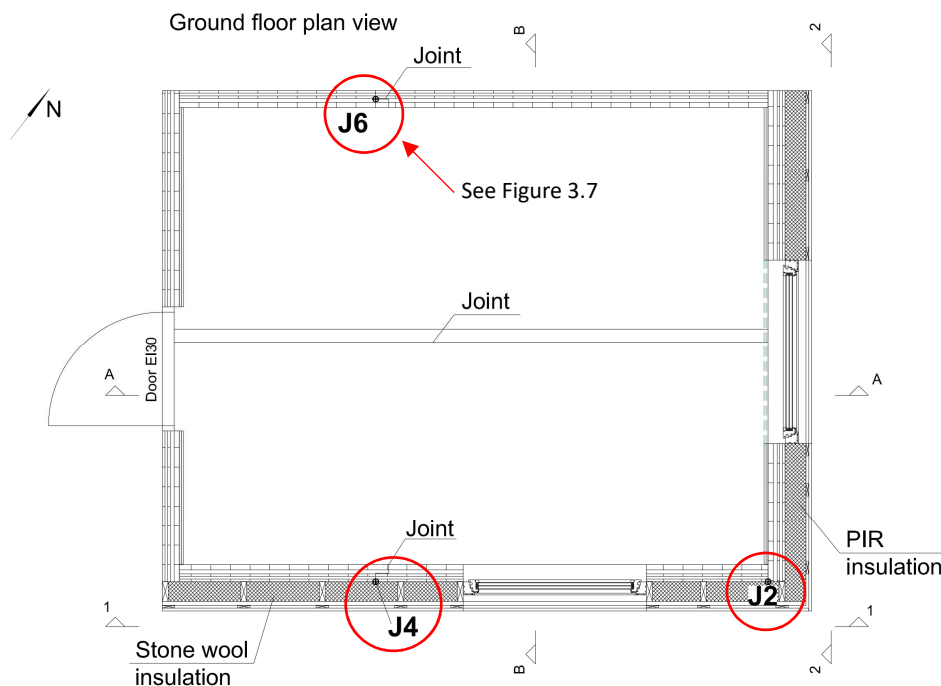 Ground floor plan view
B
2
Joint
N
J6
See Figure 3.7
Joint
Door EI30
A
A
Joint
PIR
insulation
J2
1
J4
1
Stone wool
insulation
B
2